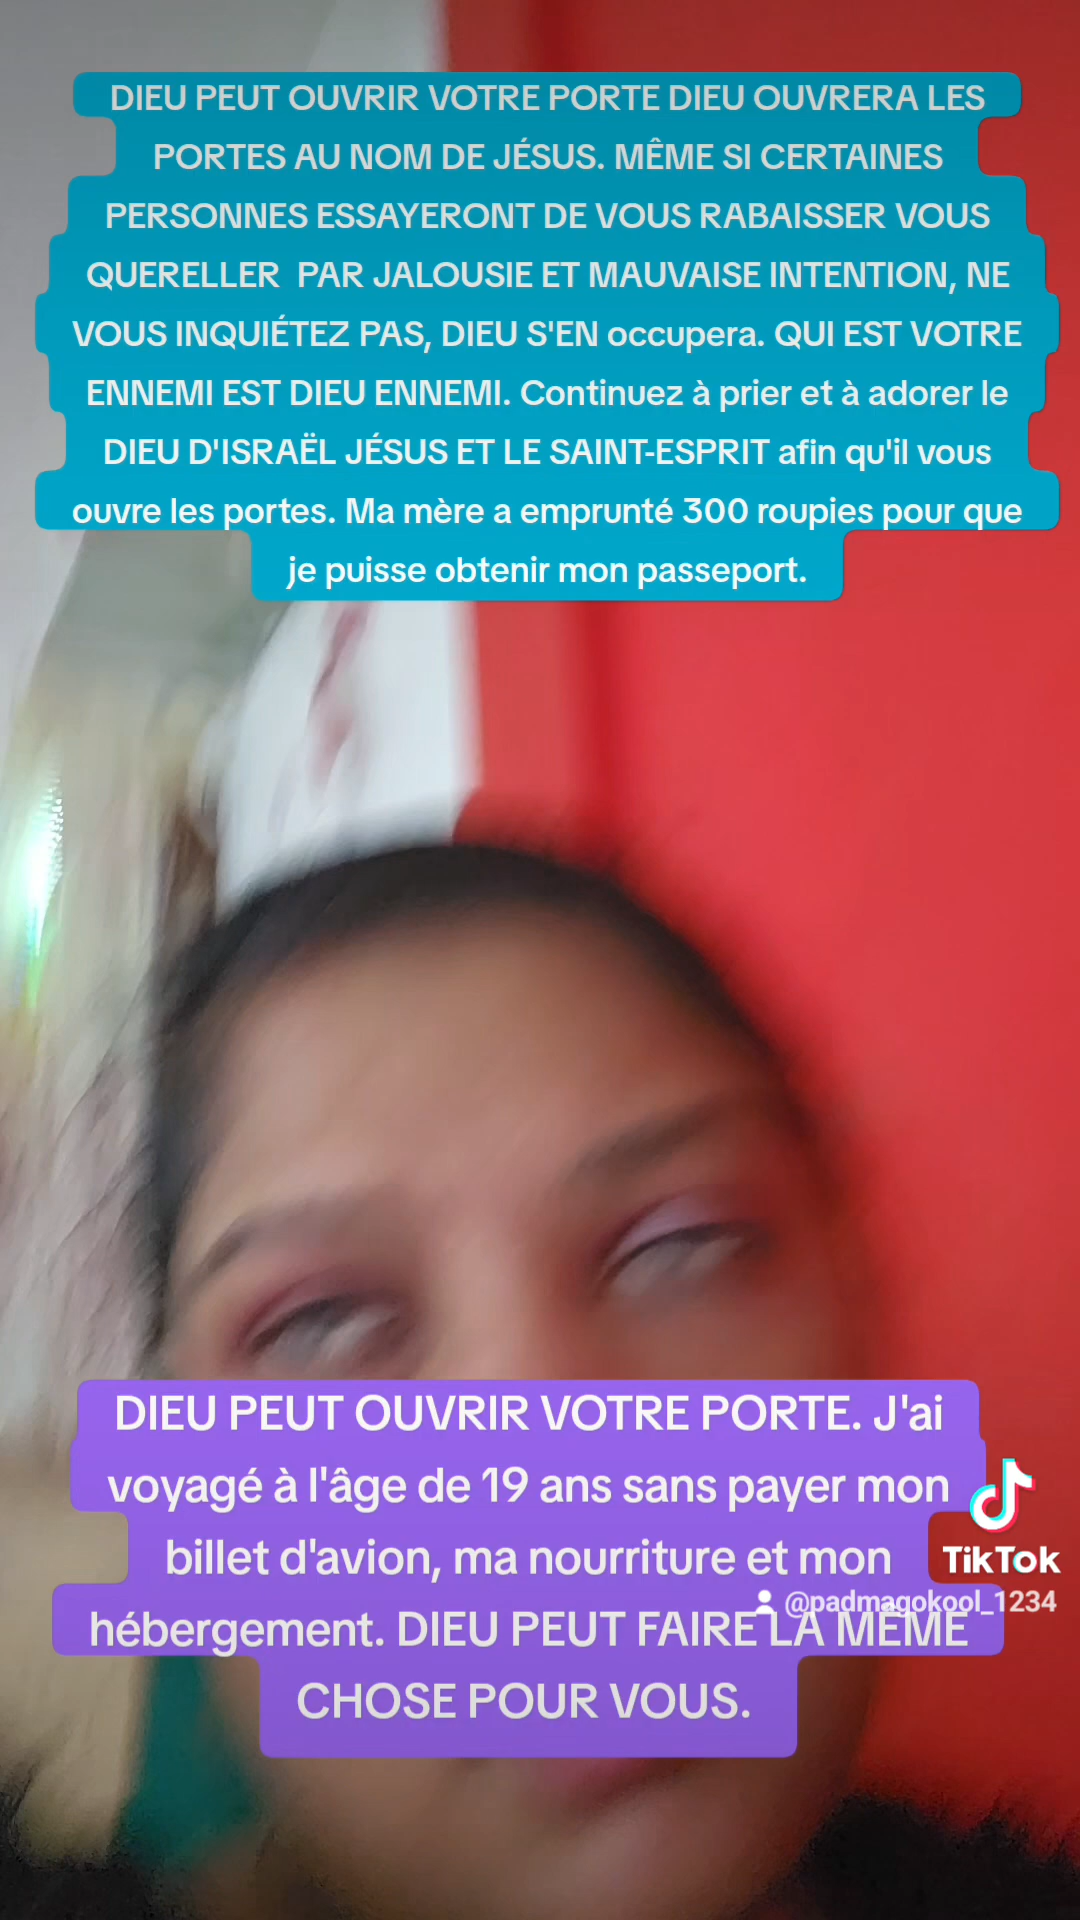 DIEU PEUT OUVRIR VOTRE PORTE DIEU OUVRERA LES
PORTES AU NOM DE JÉSUS. MÊME SI CERTAINES
PERSONNES ESSAYERONT DE VOUS RABAISSER VOUS
QUERELLER  PAR JALOUSIE ET MAUVAISE INTENTION, NE
VOUS INQUIÉTEZ PAS, DIEU S'EN occupera. QUI EST VOTRE
ENNEMI EST DIEU ENNEMI. Continuez à prier et à adorer le
DIEU D'ISRAËL JÉSUS ET LE SAINT-ESPRIT afin qu'il vous
ouvre les portes. Ma mère a emprunté 300 roupies pour que
je puisse obtenir mon passeport.
DIEU PEUT OUVRIR VOTRE PORTE. J'ai
voyagé à l'âge de 19 ans sans payer mon
billet d'avion, ma nourriture et mon
hébergement. DIEU PEUT FAIRE LA MÊME
CHOSE POUR VOUS.
TikTok
@padmagokool_1234